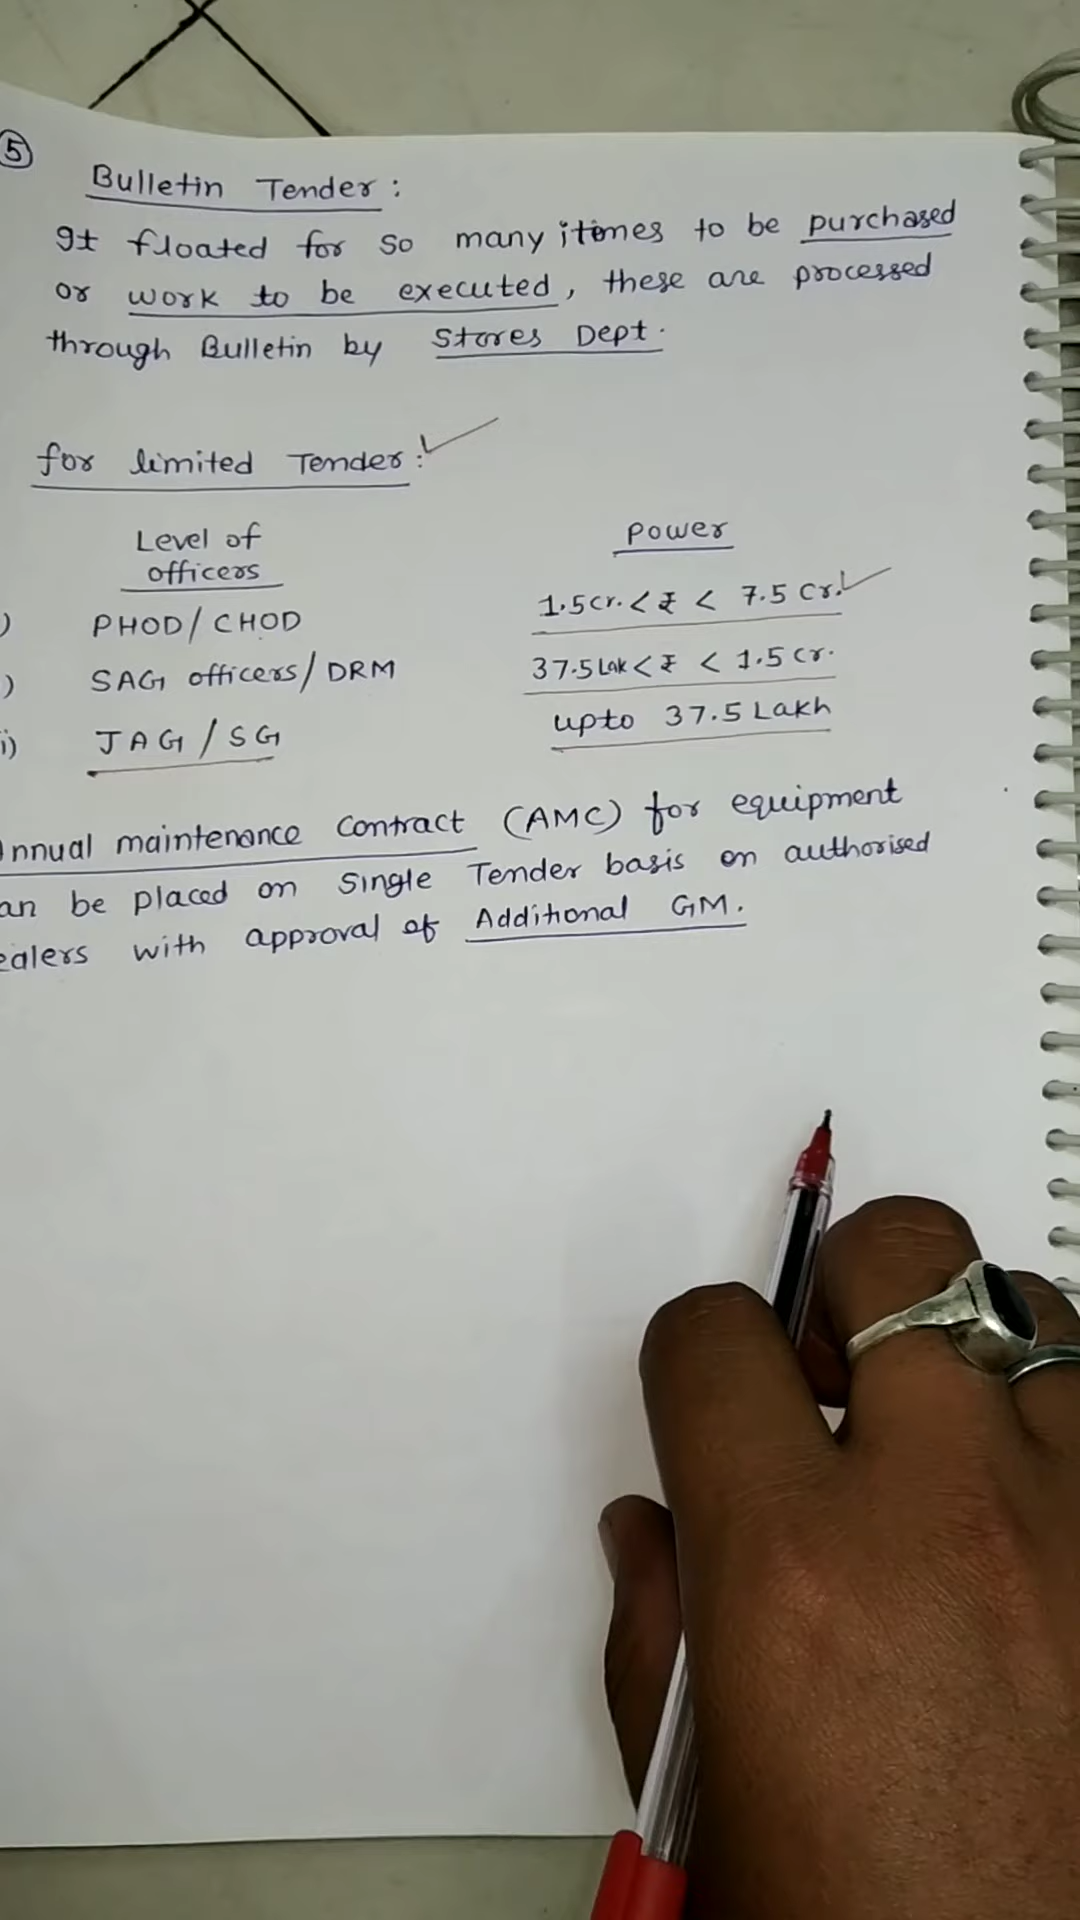 5
Bulletin Tender :
It floated for so many itomes to be purchased
or work to be executed, these are processed
through Bulletin by Stores Dept.
for limited Tender :
Level of officers Power
) PHOD/CHOD 1.5cr. < ₹ < 7.5 Cr.
) SAG officers/DRM 37.5 Lak < ₹ < 1.5 cr.
i) JAG/SG upto 37.5 Lakh
nnual maintenance contract (AMC) for equipment
an be placed on single Tender basis on authorised
ealers with approval of Additional GM.